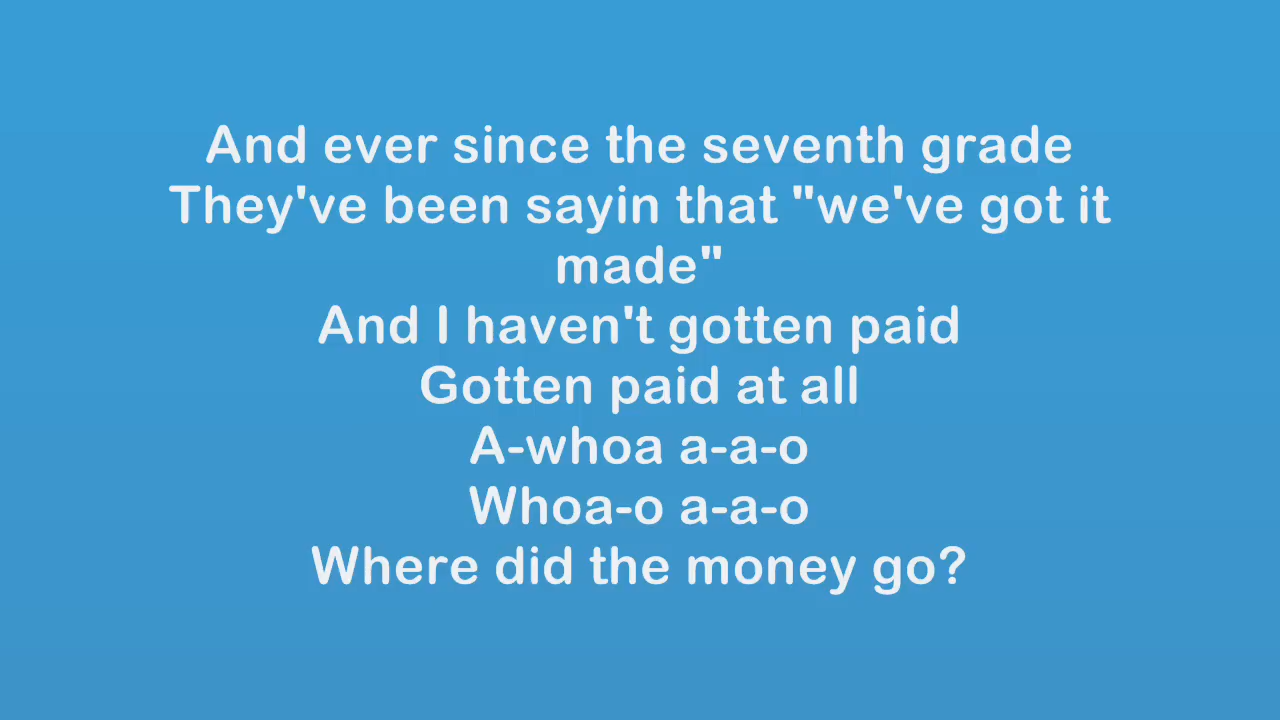 And ever since the seventh grade
They've been sayin that "we've got it
made"
And I haven't gotten paid
Gotten paid at all
A-whoa a-a-o
Whoa-o a-a-o
Where did the money go?